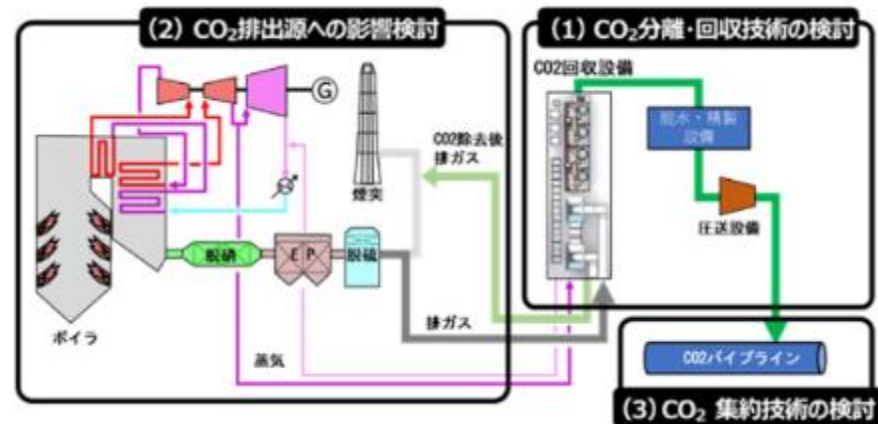 (2) CO₂排出源への影響検討
(1) CO₂分離・回収技術の検討
CO2回収設備
G
CO2除去後
排ガス
脱水・精製
設備
煙突
圧送設備
脱硝
EP
脱硫
ボイラ
排ガス
蒸気
CO2パイプライン
(3) CO₂ 集約技術の検討